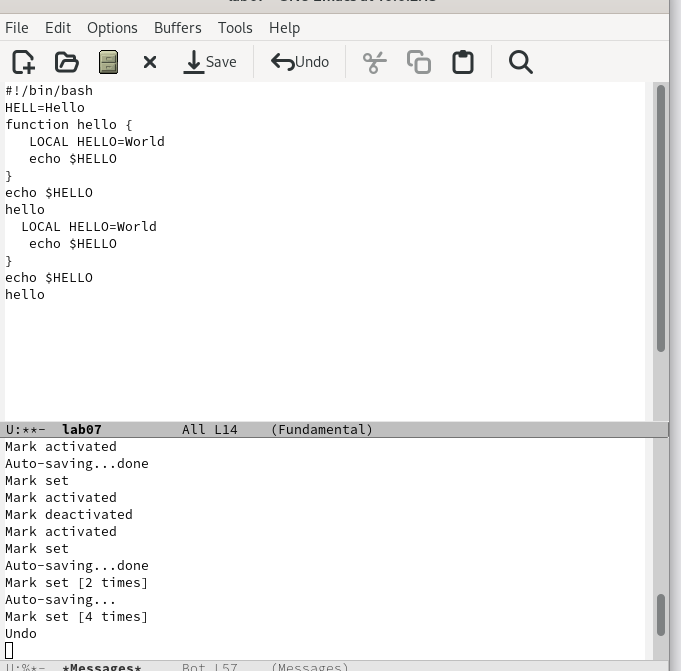 File Edit Options Buffers Tools Help
Save Undo
#!/bin/bash
HELL=Hello
function hello {
   LOCAL HELLO=World
   echo $HELLO
}
echo $HELLO
hello
  LOCAL HELLO=World
   echo $HELLO
}
echo $HELLO
hello
U:**-  lab07          All L14    (Fundamental)
Mark activated
Auto-saving...done
Mark set
Mark activated
Mark deactivated
Mark activated
Mark set
Auto-saving...done
Mark set [2 times]
Auto-saving...
Mark set [4 times]
Undo
U:%*-  *Messages*     Bot L57    (Messages)